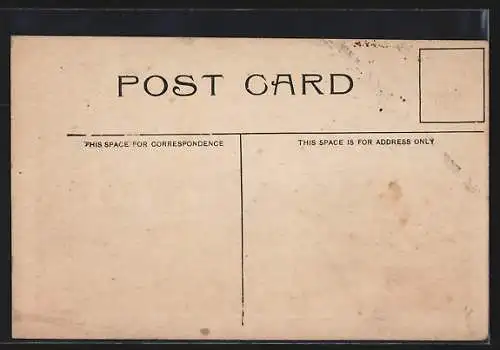 POST CARD
THIS SPACE FOR CORRESPONDENCE
THIS SPACE IS FOR ADDRESS ONLY